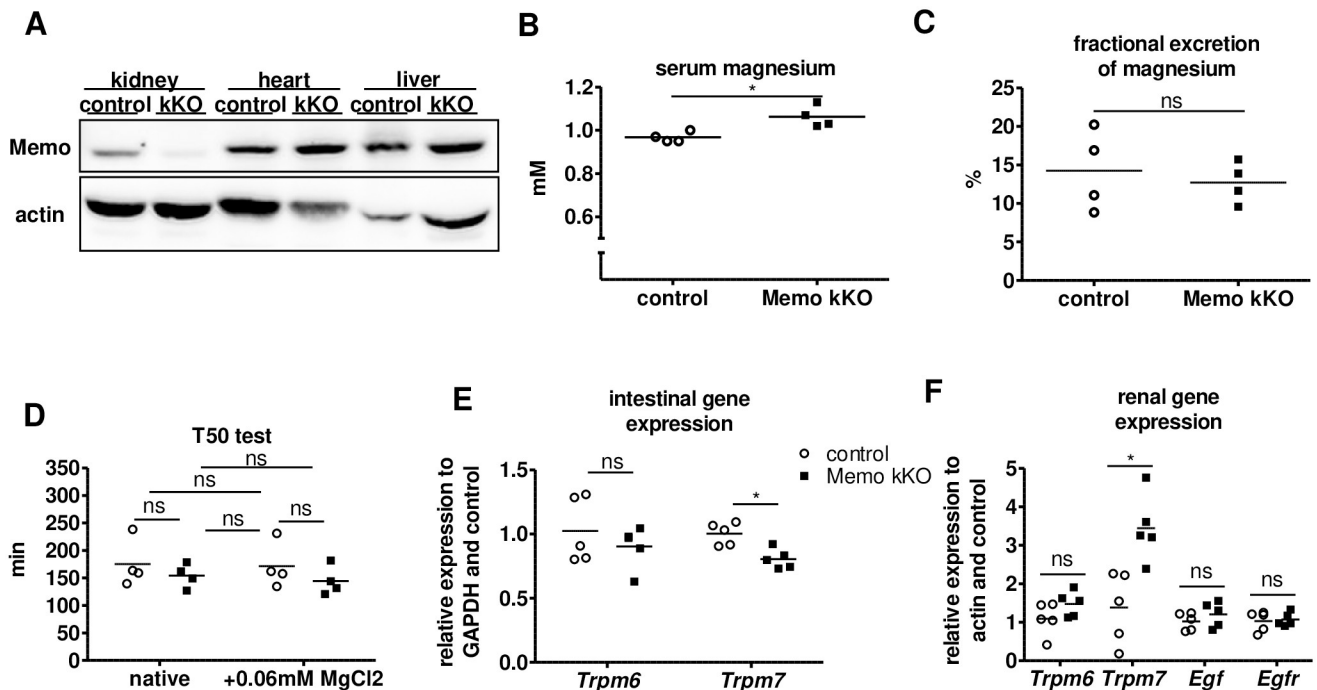 A
kidney heart liver
control kKO control kKO control kKO
Memo
actin
B
serum magnesium
*
1.2
1.0
0.8
0.6
mM
control Memo kKO
C
fractional excretion
of magnesium
ns
25
20
15
10
5
0
%
control Memo kKO
D
T50 test
ns
ns
ns ns ns
350
300
250
200
150
100
50
0
min
native +0.06mM MgCl2
E
intestinal gene
expression
control
Memo kKO
ns *
1.5
1.0
0.5
0.0
relative expression to
GAPDH and control
Trpm6 Trpm7
F
renal gene
expression
*
ns ns ns
5
4
3
2
1
0
relative expression to
actin and control
Trpm6 Trpm7 Egf Egfr